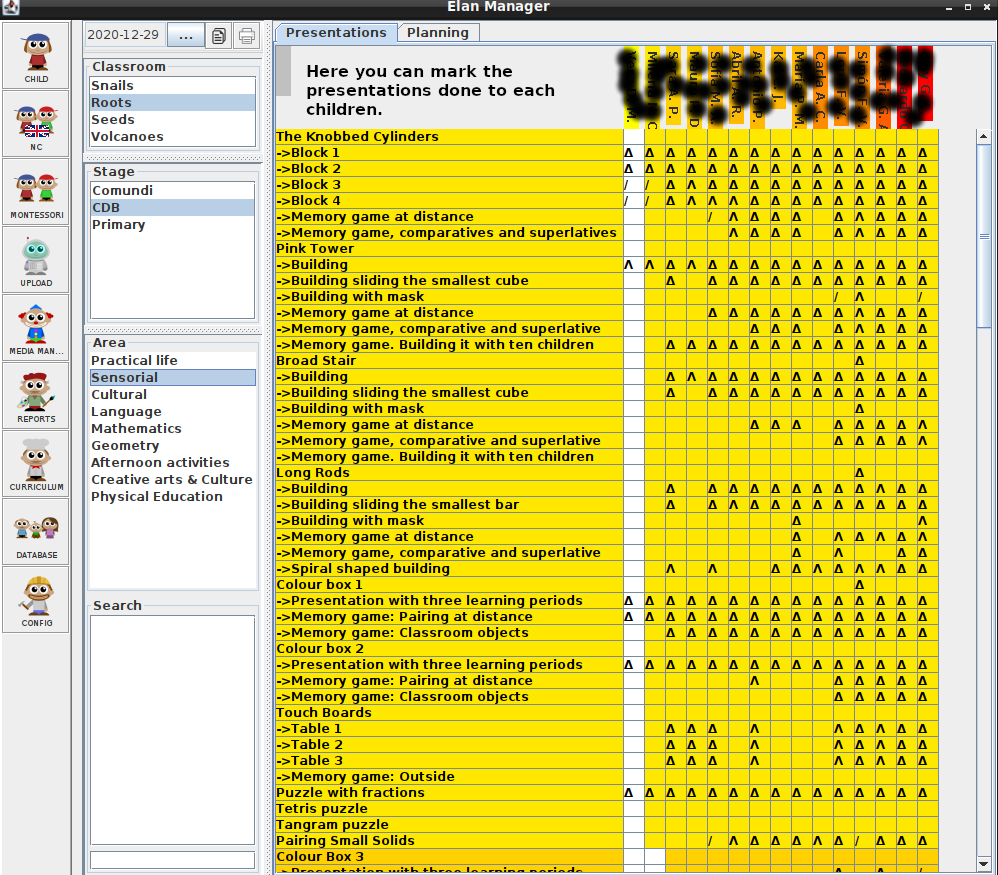 Elan Manager
CHILD
NC
MONTESSORI
UPLOAD
MEDIA MAN...
REPORTS
CURRICULUM
DATABASE
CONFIG
2020-12-29
...
Classroom
Snails
Roots
Seeds
Volcanoes
Stage
Comundi
CDB
Primary
Area
Practical life
Sensorial
Cultural
Language
Mathematics
Geometry
Afternoon activities
Creative arts & Culture
Physical Education
Search
Presentations
Planning
Here you can mark the
presentations done to each
children.
The Knobbed Cylinders
->Block 1 Δ Δ Δ Δ Δ Δ Δ Δ Δ Δ Δ Δ Δ Δ Δ
->Block 2 Δ Δ Δ Δ Δ Δ Δ Δ Δ Δ Δ Δ Δ Δ Δ
->Block 3 / / Δ Λ Δ Δ Δ Δ Δ Δ Δ Δ Δ Δ Δ
->Block 4 / / Δ Λ Λ Λ Δ Δ Δ Δ Δ Δ Δ Δ Δ
->Memory game at distance / Λ Δ Δ Δ Δ Λ Δ Δ Δ
->Memory game, comparatives and superlatives Λ Δ Δ Δ Δ Λ Δ Δ Δ
Pink Tower
->Building Λ Λ Δ Λ Δ Δ Δ Δ Δ Δ Δ Δ Δ Δ Δ
->Building sliding the smallest cube Δ Δ Δ Δ Δ Δ Δ Δ Δ Δ Δ Δ
->Building with mask / Λ /
->Memory game at distance Δ Δ Δ Δ Δ Δ Δ Δ Δ Δ Δ
->Memory game, comparative and superlative Δ Δ Δ Δ Λ Δ Δ Δ
->Memory game. Building it with ten children Δ Δ Δ Δ Δ Δ Δ Δ Δ Δ Δ Δ Δ
Broad Stair Δ
->Building Δ Λ Δ Δ Δ Δ Δ Δ Δ Δ Δ Δ Δ
->Building sliding the smallest cube Δ Δ Δ Δ Δ Δ Δ Δ Δ Δ Δ Δ
->Building with mask Δ
->Memory game at distance Δ Δ Δ Δ Δ Δ Δ Λ
->Memory game, comparative and superlative Δ Δ Δ Δ Λ
->Memory game. Building it with ten children
Long Rods Δ
->Building Δ Δ Δ Δ Δ Δ Δ Δ Δ Δ Λ Δ
->Building sliding the smallest bar Δ Δ Λ Δ Δ Δ Δ Δ Δ Δ Δ Δ
->Building with mask Δ Λ
->Memory game at distance Δ Λ Δ Λ Δ Λ
->Memory game, comparative and superlative Δ Λ Δ Δ
->Spiral shaped building Λ Λ Δ Δ Λ Δ Λ Λ Δ Δ
Colour box 1 Δ
->Presentation with three learning periods Δ Δ Δ Δ Δ Δ Δ Δ Δ Δ Δ Δ Δ Δ Δ
->Memory game: Pairing at distance Δ Δ Δ Δ Δ Δ Δ Δ Δ Δ Δ Δ Δ Δ Δ
->Memory game: Classroom objects Δ Δ Δ Δ Δ Δ Δ Δ Δ Δ Δ Δ Δ
Colour box 2
->Presentation with three learning periods Δ Δ Δ Δ Δ Δ Δ Δ Δ Δ Δ Δ Δ Δ Δ
->Memory game: Pairing at distance Λ Δ Δ Δ Δ Δ
->Memory game: Classroom objects Δ Δ Δ Δ Δ
Touch Boards
->Table 1 Δ Δ Δ Λ Λ Δ Λ Δ Δ
->Table 2 Δ Δ Δ Λ Λ Δ Λ Δ Δ
->Table 3 Δ Δ Δ Λ Λ Δ Λ Δ Δ
->Memory game: Outside
Puzzle with fractions Δ Δ Δ Δ Δ Δ Δ Δ Δ Δ Δ Δ Δ Δ Δ
Tetris puzzle
Tangram puzzle
Pairing Small Solids / Λ Δ Δ Δ Λ Δ / Δ Δ Δ
Colour Box 3
->Presentation with three learning periods